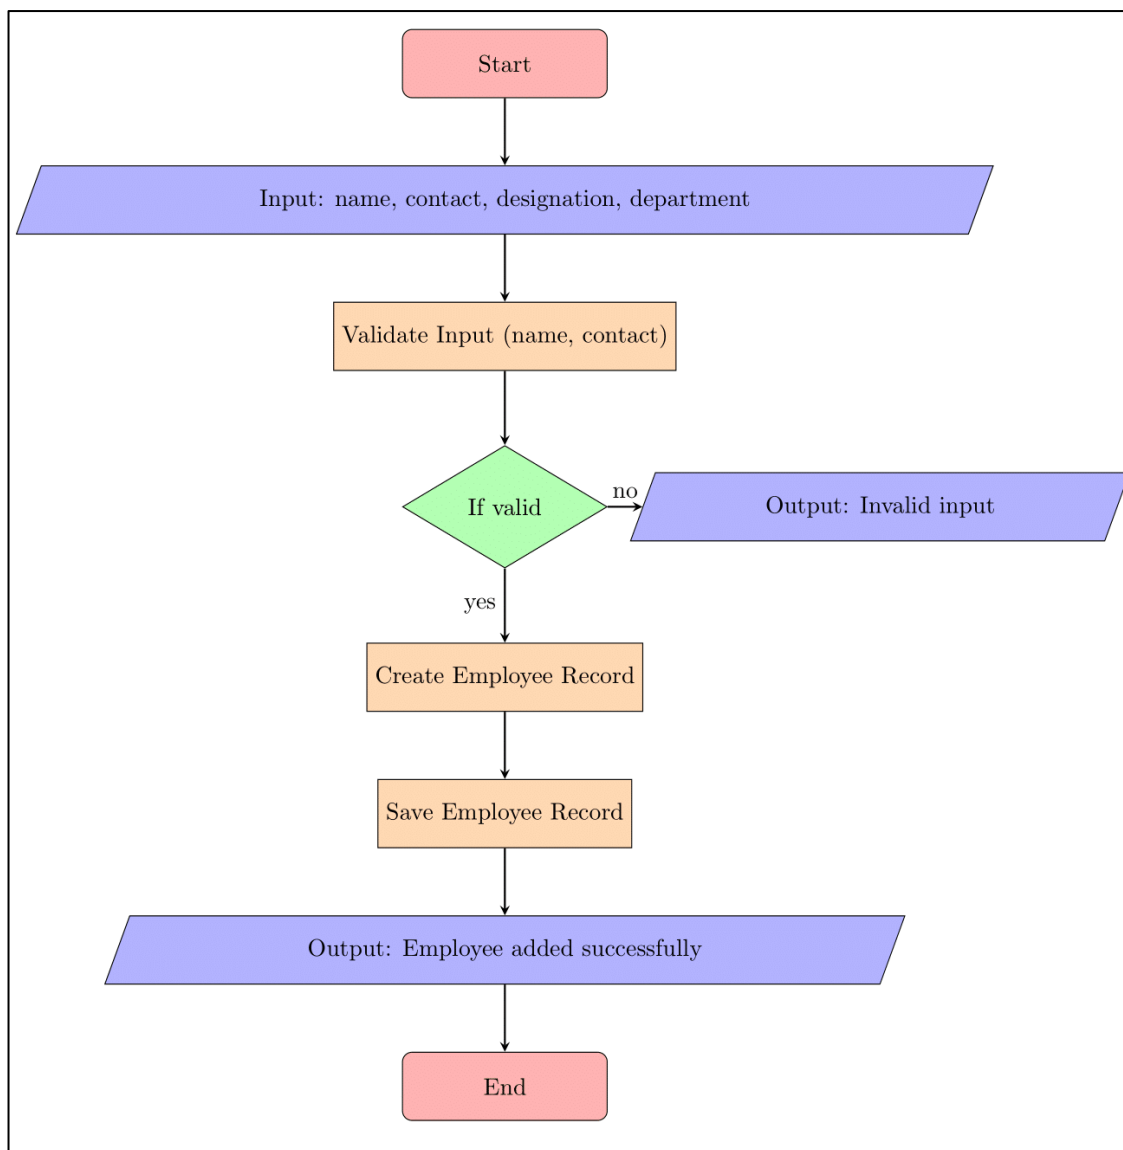 Start
Input: name, contact, designation, department
Validate Input (name, contact)
If valid
no
Output: Invalid input
yes
Create Employee Record
Save Employee Record
Output: Employee added successfully
End